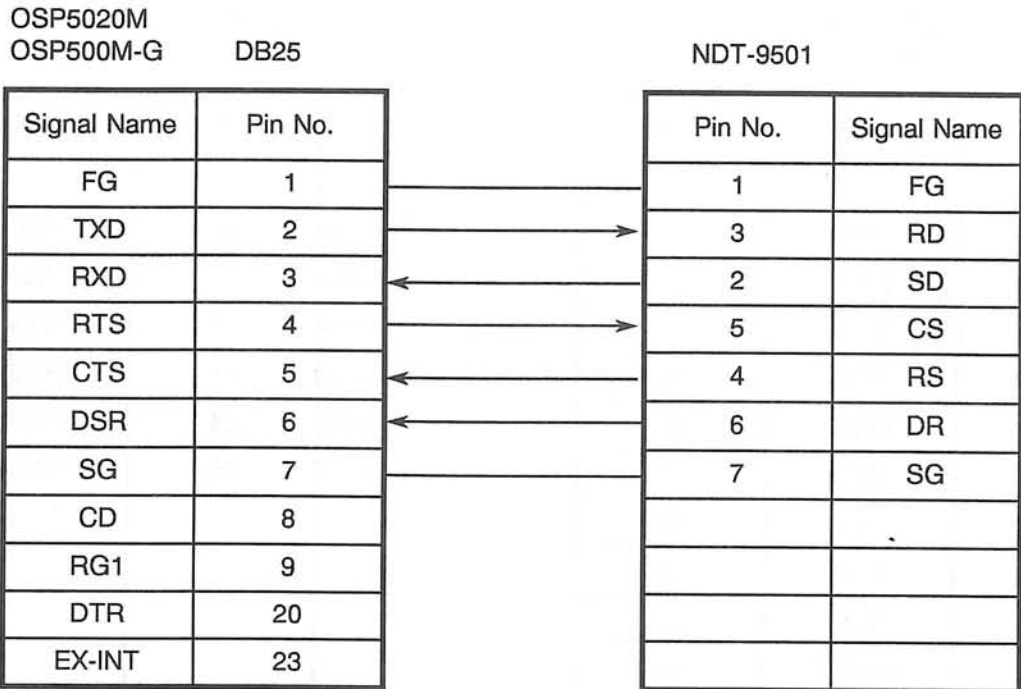 OSP5020M
OSP500M-G DB25 NDT-9501
Signal Name Pin No. Pin No. Signal Name
FG 1 1 FG
TXD 2 3 RD
RXD 3 2 SD
RTS 4 5 CS
CTS 5 4 RS
DSR 6 6 DR
SG 7 7 SG
CD 8
RG1 9
DTR 20
EX-INT 23